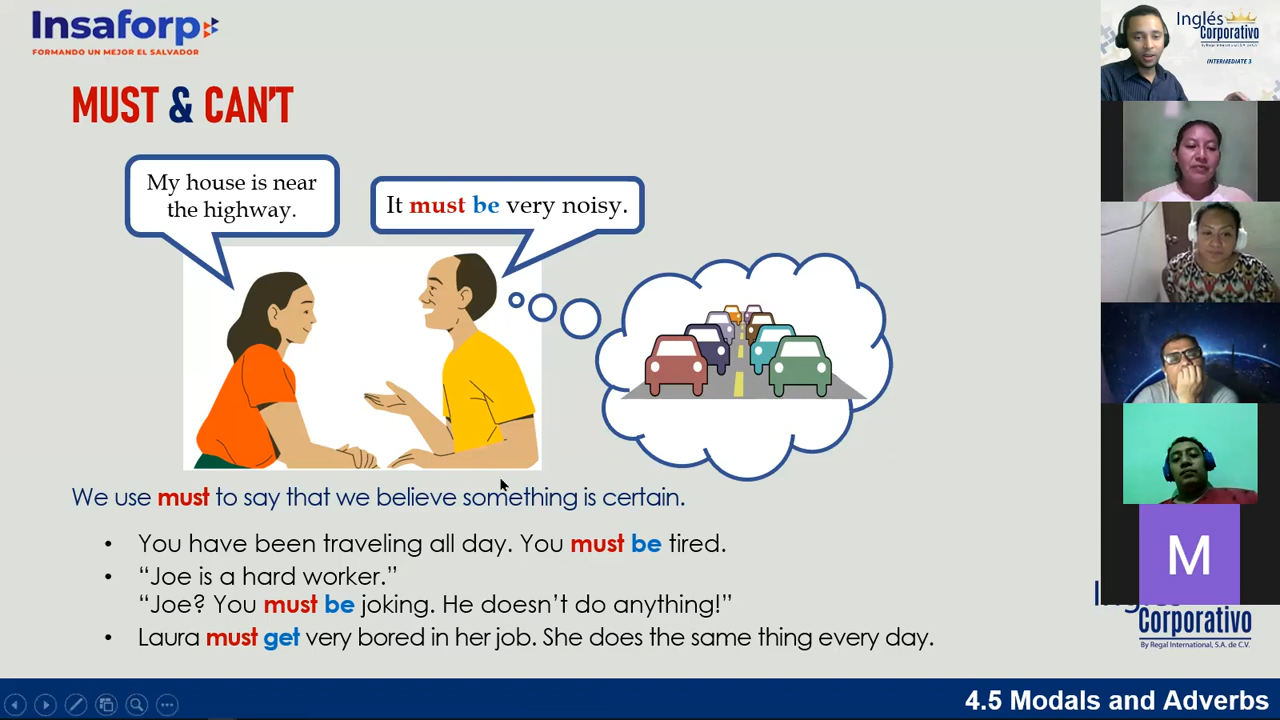 Insaforp
FORMANDO UN MEJOR EL SALVADOR
Inglés
Corporativo
By Regal International, S.A. de C.V.
INTERMEDIATE 3
MUST & CAN'T
My house is near
the highway.
It must be very noisy.
We use must to say that we believe something is certain.
• You have been traveling all day. You must be tired.
• “Joe is a hard worker.”
“Joe? You must be joking. He doesn’t do anything!”
• Laura must get very bored in her job. She does the same thing every day.
M
Corporativo
By Regal International, S.A. de C.V.
4.5 Modals and Adverbs